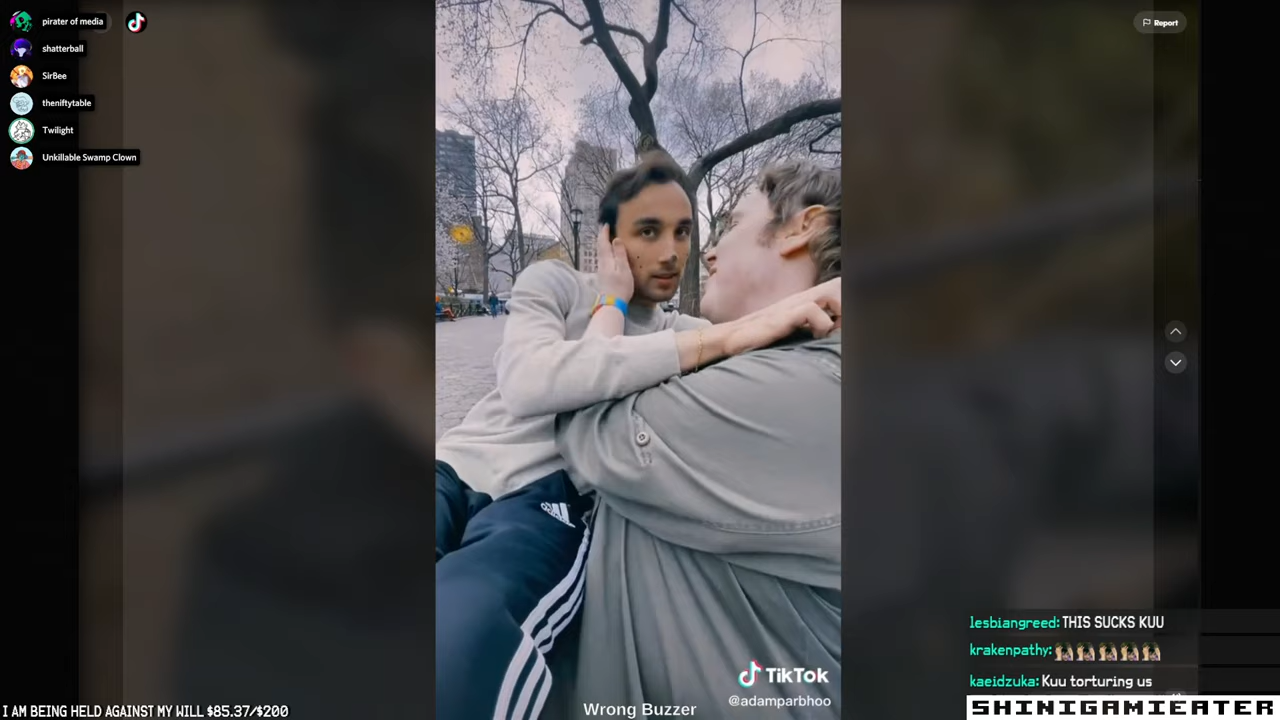 pirater of media
shatterball
SirBee
theniftytable
Twilight
Unkillable Swamp Clown
Report
TikTok
@adamparbhoo
Wrong Buzzer
lesbiangreed: THIS SUCKS KUU
krakenpathy:
kaeidzuka: Kuu torturing us
SHINIGAMIEATER
I AM BEING HELD AGAINST MY WILL $85.37/$200